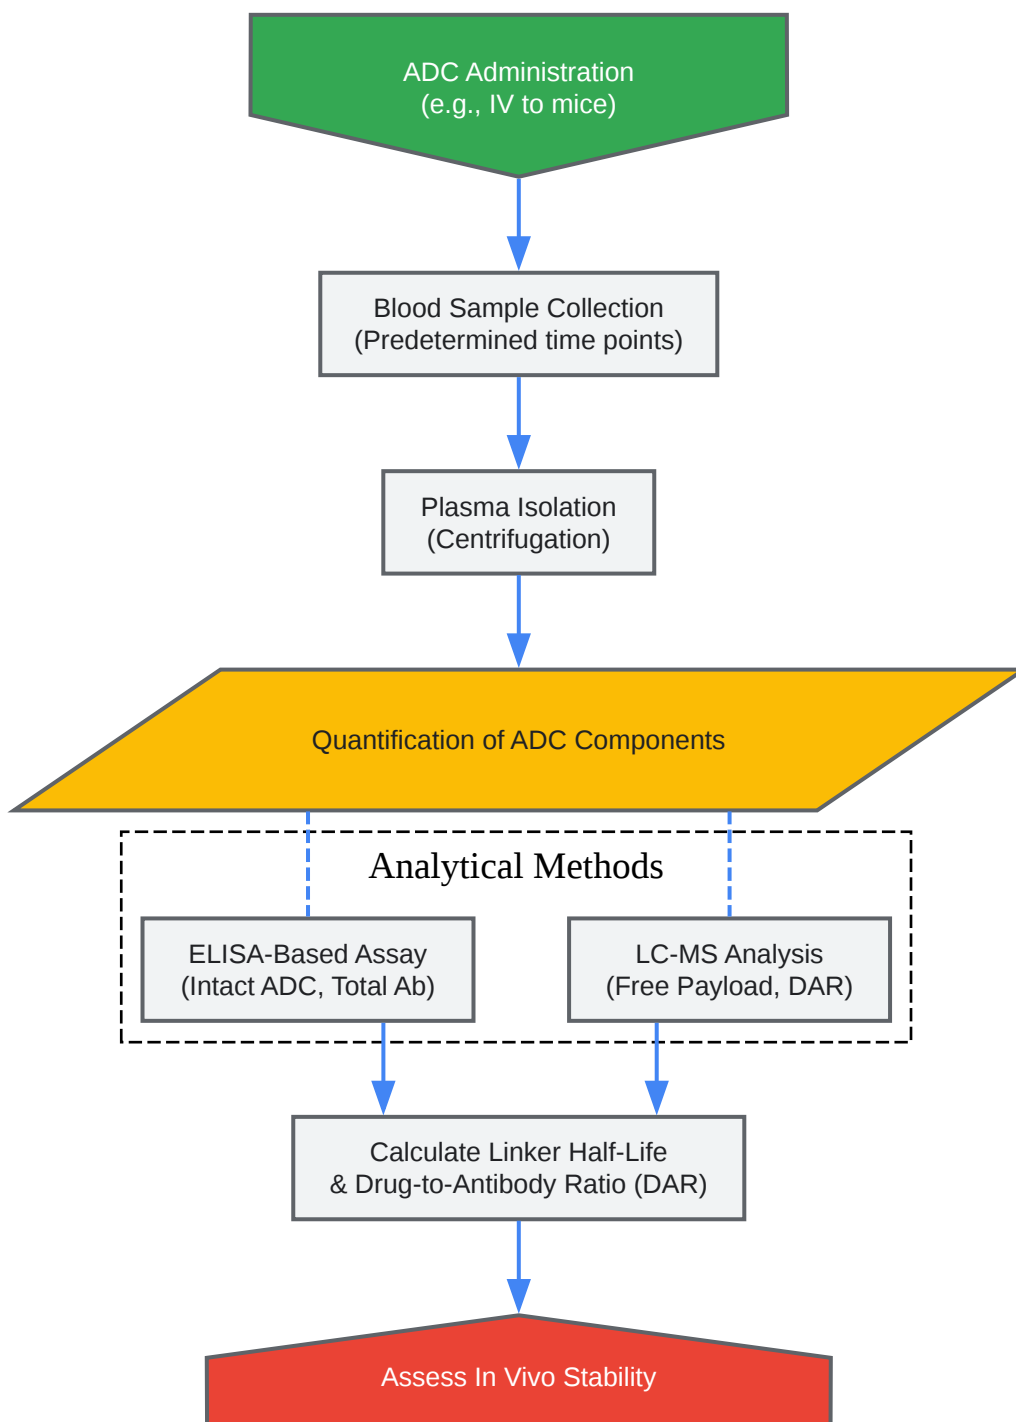 ADC Administration
(e.g., IV to mice)
Blood Sample Collection
(Predetermined time points)
Plasma Isolation
(Centrifugation)
Quantification of ADC Components
Analytical Methods
ELISA-Based Assay
(Intact ADC, Total Ab)
LC-MS Analysis
(Free Payload, DAR)
Calculate Linker Half-Life
& Drug-to-Antibody Ratio (DAR)
Assess In Vivo Stability